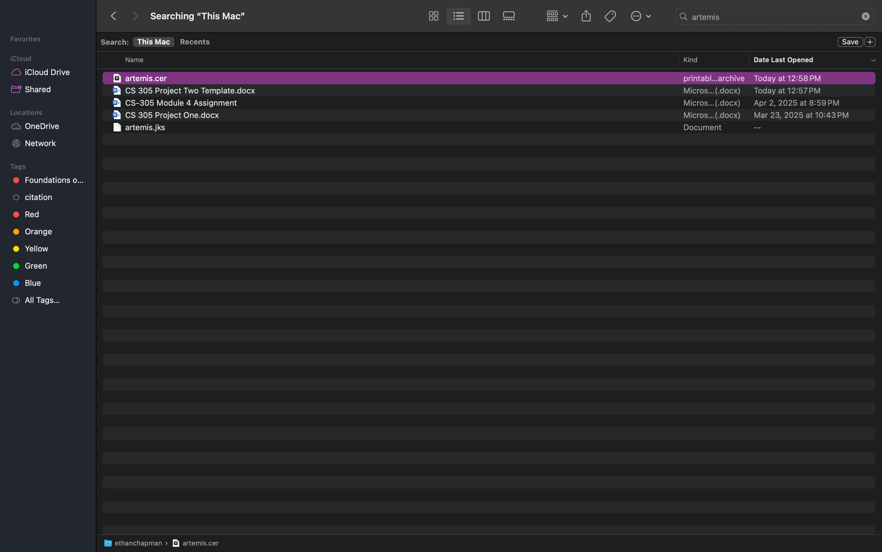 Searching “This Mac”
artemis
Search: This Mac Recents
Save
Name Kind Date Last Opened
artemis.cer printabl...archive Today at 12:58 PM
CS 305 Project Two Template.docx Micros...(.docx) Today at 12:57 PM
CS-305 Module 4 Assignment Micros...(.docx) Apr 2, 2025 at 8:59 PM
CS 305 Project One.docx Micros...(.docx) Mar 23, 2025 at 10:43 PM
artemis.jks Document --
Favorites
iCloud
iCloud Drive
Shared
Locations
OneDrive
Network
Tags
Foundations o...
citation
Red
Orange
Yellow
Green
Blue
All Tags...
ethanchapman › artemis.cer